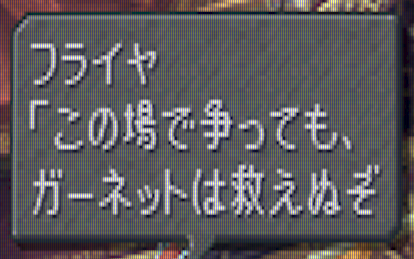 フライヤ
「この場で争っても、
ガーネットは救えぬぞ